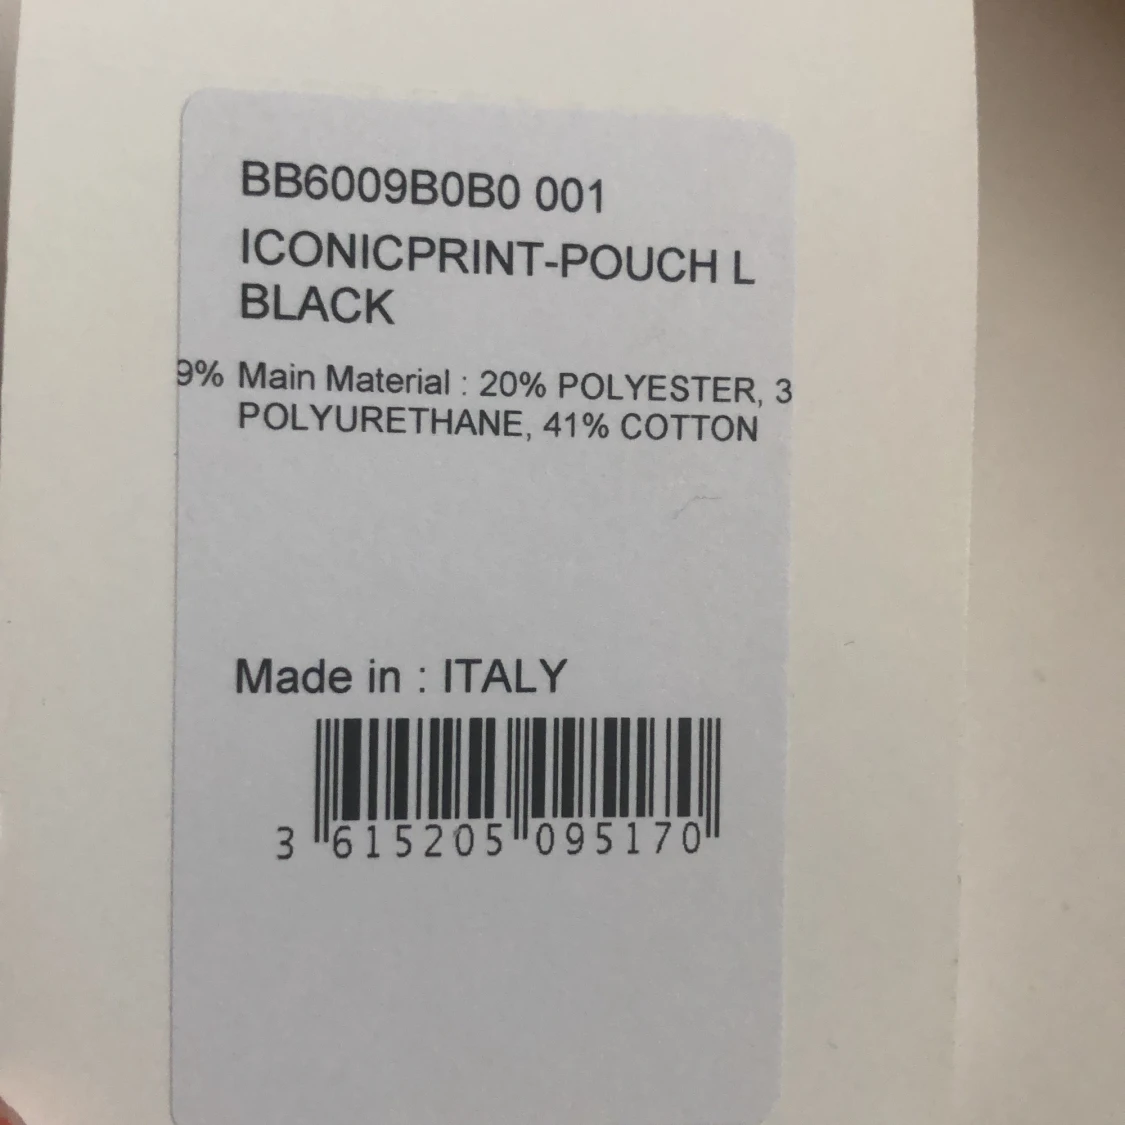 BB6009B0B0 001
ICONICPRINT-POUCH L
BLACK
9% Main Material : 20% POLYESTER, 3
POLYURETHANE, 41% COTTON
Made in : ITALY
3 615205 095170